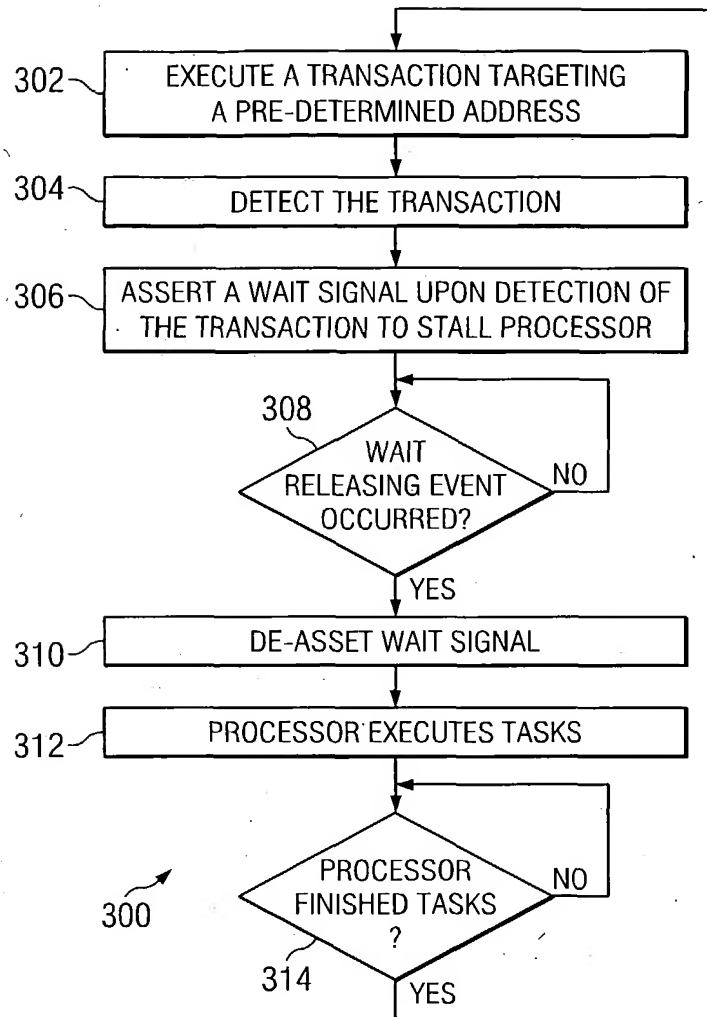 302
EXECUTE A TRANSACTION TARGETING
A PRE-DETERMINED ADDRESS
304
DETECT THE TRANSACTION
306
ASSERT A WAIT SIGNAL UPON DETECTION OF
THE TRANSACTION TO STALL PROCESSOR
308
WAIT
RELEASING EVENT
OCCURRED?
NO
YES
310
DE-ASSET WAIT SIGNAL
312
PROCESSOR EXECUTES TASKS
300
PROCESSOR
FINISHED TASKS
?
NO
314
YES